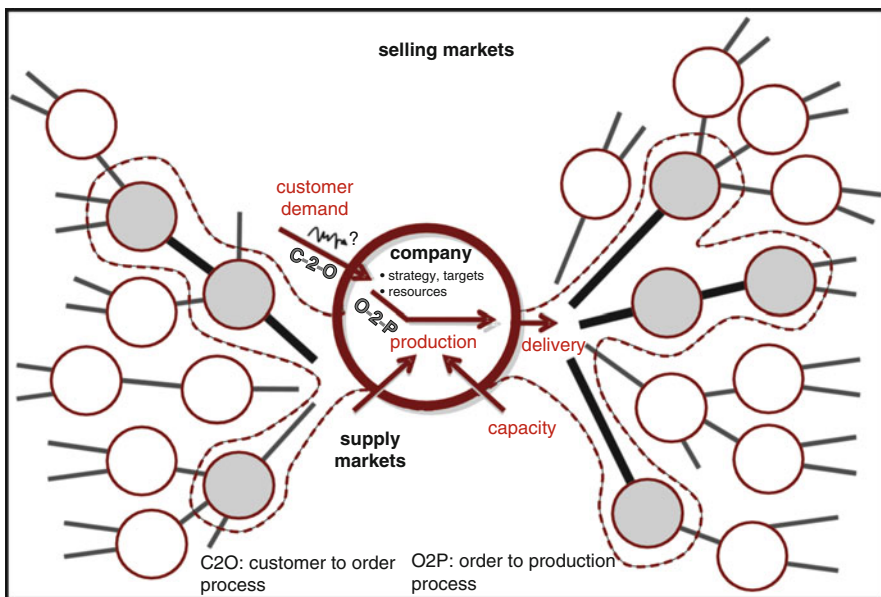 selling markets
customer
demand
?
C-2-O
company
• strategy, targets
• resources
O-2-P
production
delivery
supply
markets
capacity
C2O: customer to order
process
O2P: order to production
process